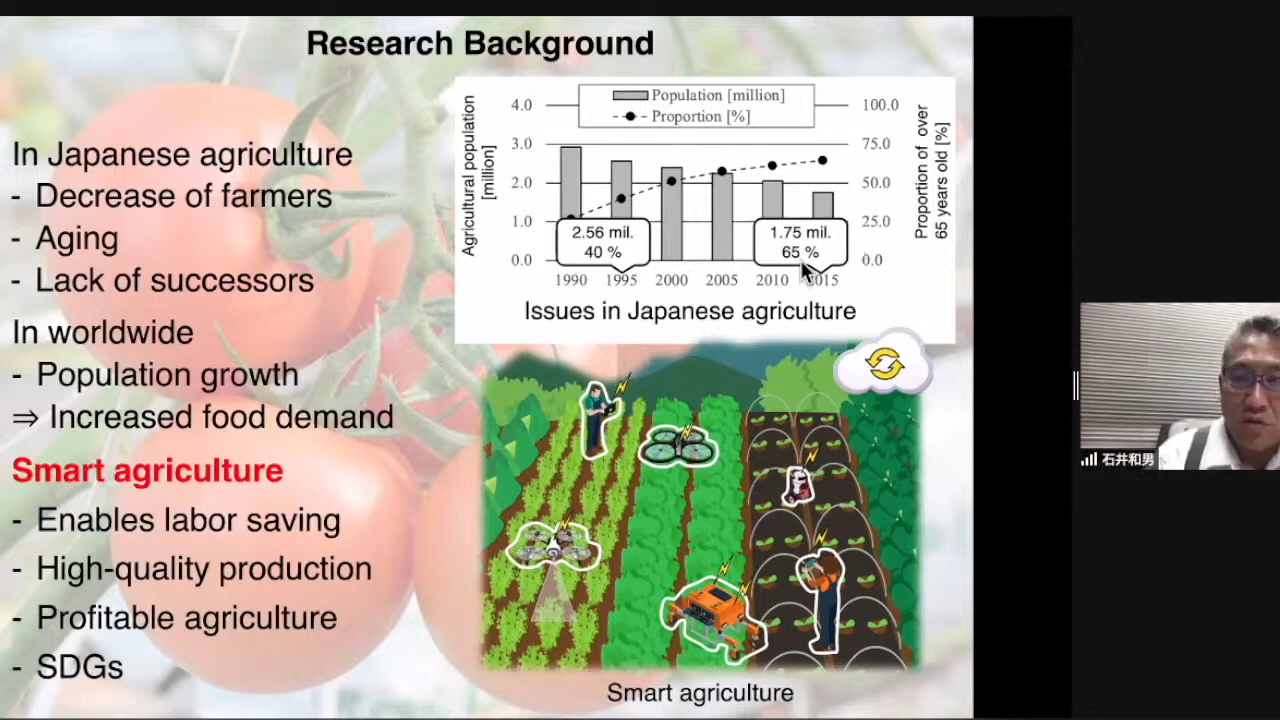 Research Background
In Japanese agriculture
- Decrease of farmers
- Aging
- Lack of successors
In worldwide
- Population growth
⇒ Increased food demand
Smart agriculture
- Enables labor saving
- High-quality production
- Profitable agriculture
- SDGs
Population [million]
Proportion [%]
Agricultural population
[million]
4.0
3.0
2.0
1.0
0.0
100.0
75.0
50.0
25.0
0.0
Proportion of over
65 years old [%]
2.56 mil.
40 %
1.75 mil.
65 %
1990 1995 2000 2005 2010 2015
Issues in Japanese agriculture
Smart agriculture
石井和男